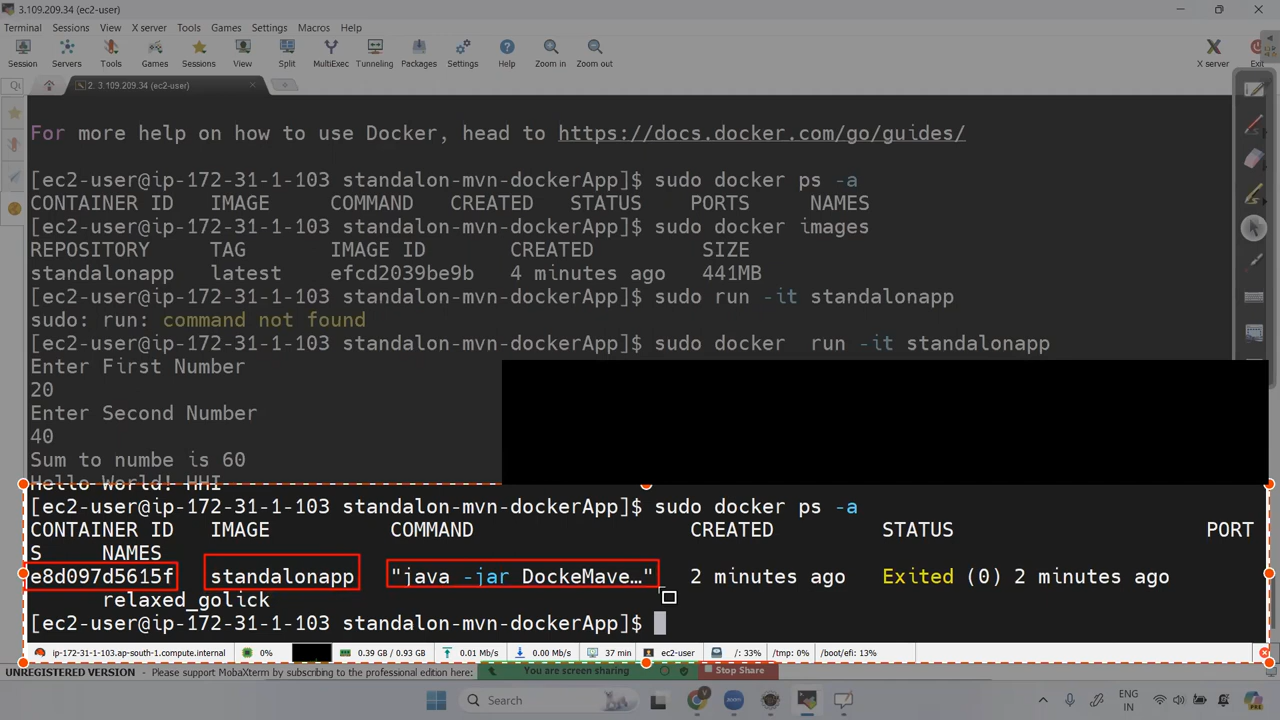 3.109.209.34 (ec2-user)
Terminal Sessions View X server Tools Games Settings Macros Help
Session Servers Tools Games Sessions View Split MultiExec Tunneling Packages Settings Help Zoom in Zoom out X server Exit
2. 3.109.209.34 (ec2-user)
For more help on how to use Docker, head to https://docs.docker.com/go/guides/
[ec2-user@ip-172-31-1-103 standalon-mvn-dockerApp]$ sudo docker ps -a
CONTAINER ID IMAGE COMMAND CREATED STATUS PORTS NAMES
[ec2-user@ip-172-31-1-103 standalon-mvn-dockerApp]$ sudo docker images
REPOSITORY TAG IMAGE ID CREATED SIZE
standalonapp latest efcd2039be9b 4 minutes ago 441MB
[ec2-user@ip-172-31-1-103 standalon-mvn-dockerApp]$ sudo run -it standalonapp
sudo: run: command not found
[ec2-user@ip-172-31-1-103 standalon-mvn-dockerApp]$ sudo docker  run -it standalonapp
Enter First Number
20
Enter Second Number
40
Sum to numbe is 60
Hello World! HHI
[ec2-user@ip-172-31-1-103 standalon-mvn-dockerApp]$ sudo docker ps -a
CONTAINER ID IMAGE COMMAND CREATED STATUS PORT
S NAMES
e8d097d5615f standalonapp "java -jar DockeMave…" 2 minutes ago Exited (0) 2 minutes ago
relaxed_golick
[ec2-user@ip-172-31-1-103 standalon-mvn-dockerApp]$
ip-172-31-1-103.ap-south-1.compute.internal 0% 0.39 GB / 0.93 GB 0.01 Mb/s 0.00 Mb/s 37 min ec2-user /: 33% /tmp: 0% /boot/efi: 13%
UNREGISTERED VERSION - Please support MobaXterm by subscribing to the professional edition here: You are screen sharing Stop Share
Search ENG
IN